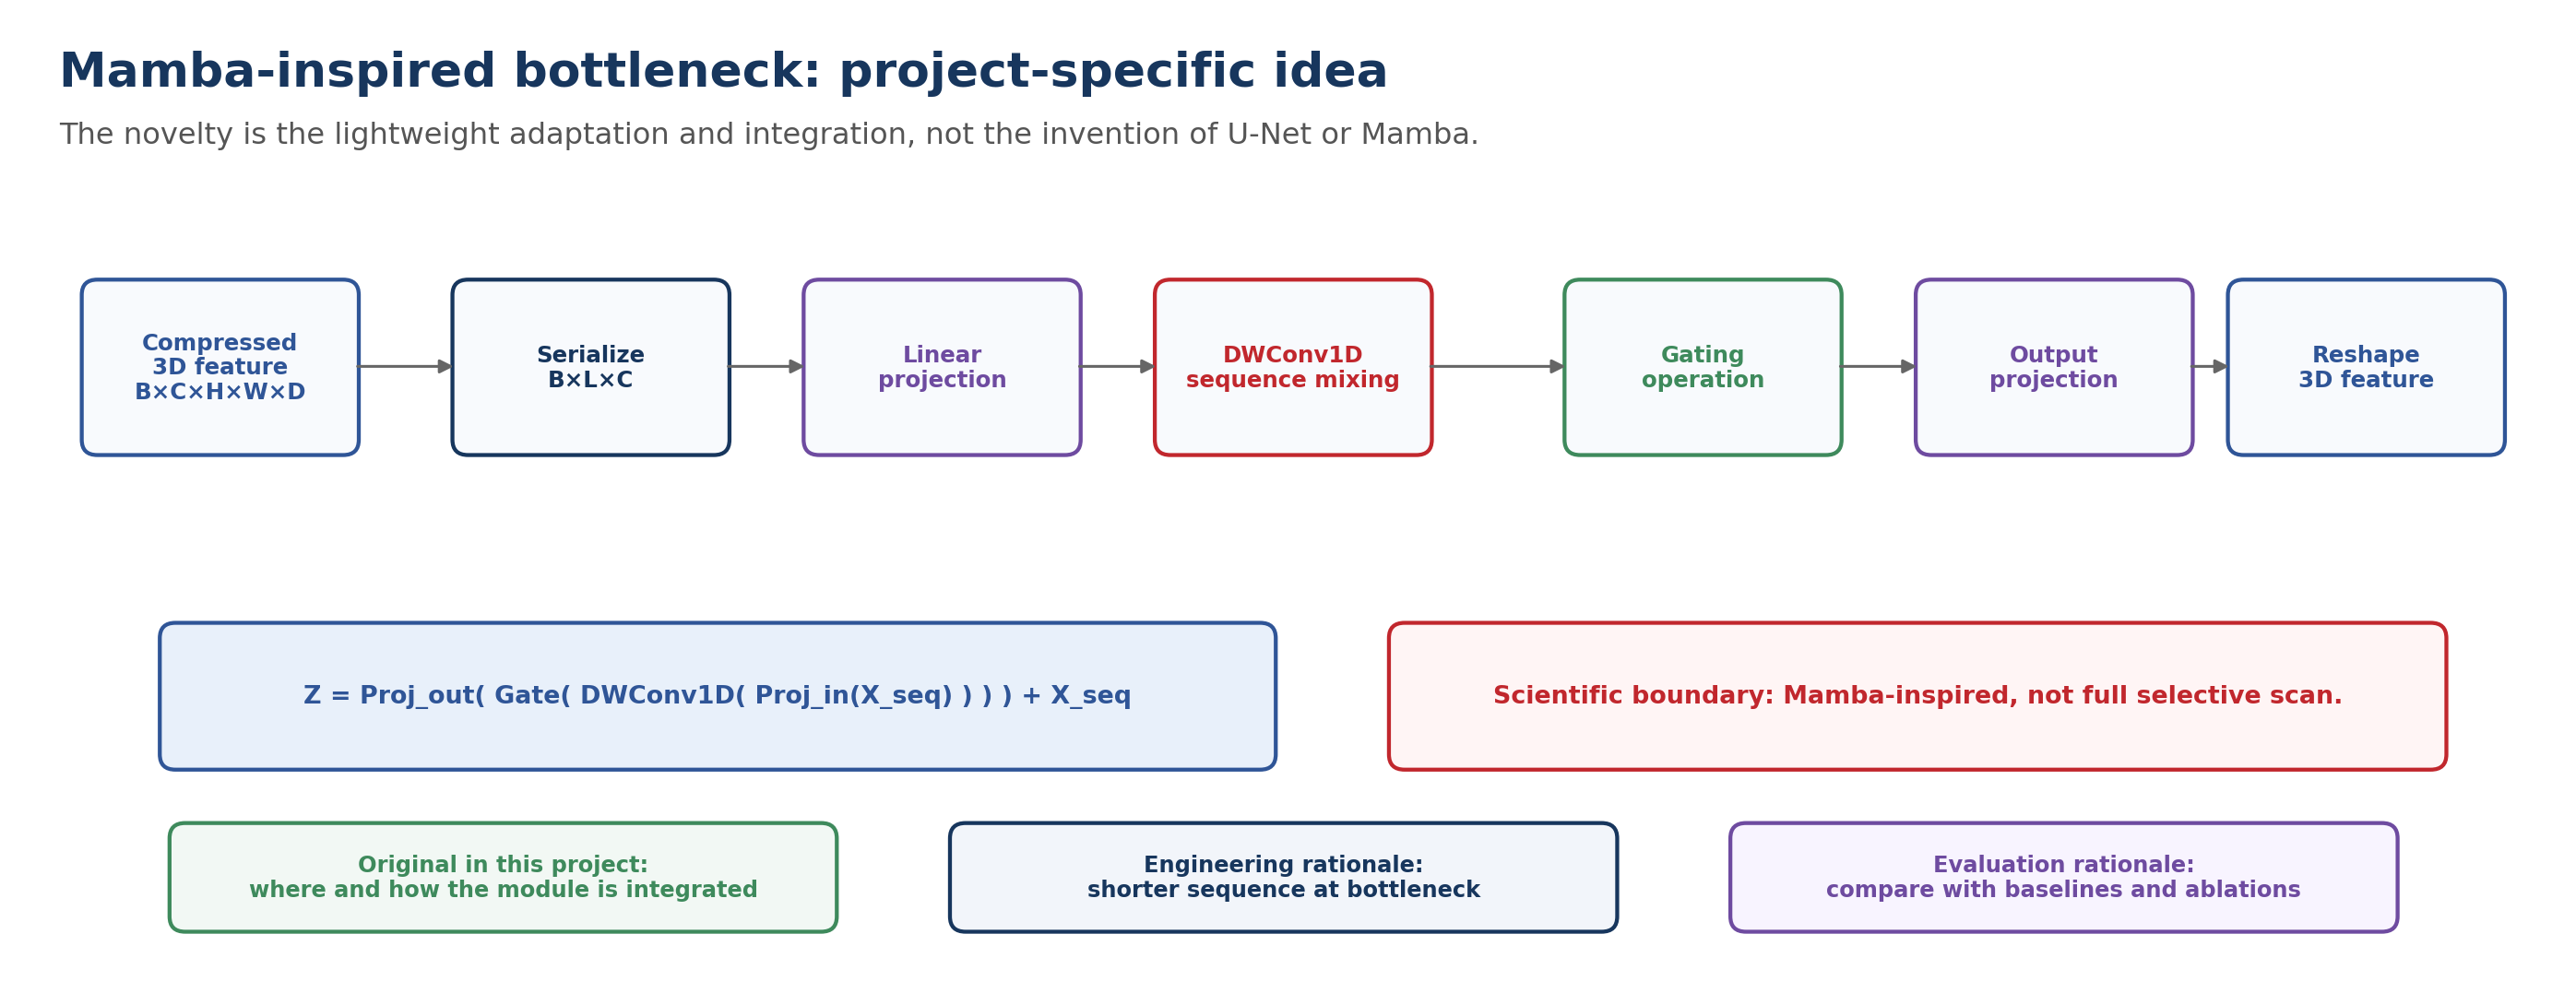 Mamba-inspired bottleneck: project-specific idea
The novelty is the lightweight adaptation and integration, not the invention of U-Net or Mamba.
Compressed
3D feature
B×C×H×W×D
Serialize
B×L×C
Linear
projection
DWConv1D
sequence mixing
Gating
operation
Output
projection
Reshape
3D feature
Z = Proj_out( Gate( DWConv1D( Proj_in(X_seq) ) ) ) + X_seq
Scientific boundary: Mamba-inspired, not full selective scan.
Original in this project:
where and how the module is integrated
Engineering rationale:
shorter sequence at bottleneck
Evaluation rationale:
compare with baselines and ablations